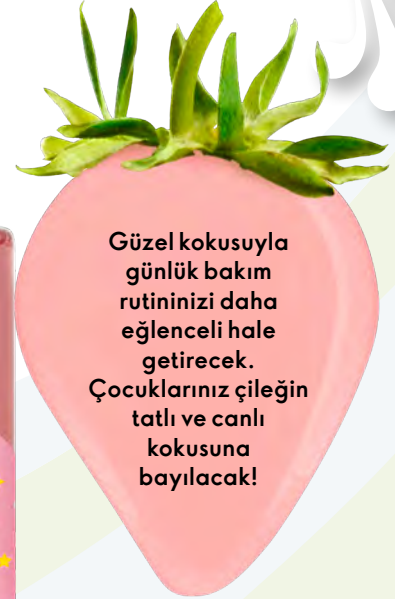 Güzel kokusuyla
günlük bakım
rutininizi daha
eğlenceli hale
getirecek.
Çocuklarınız çileğin
tatlı ve canlı
kokusuna
bayılacak!